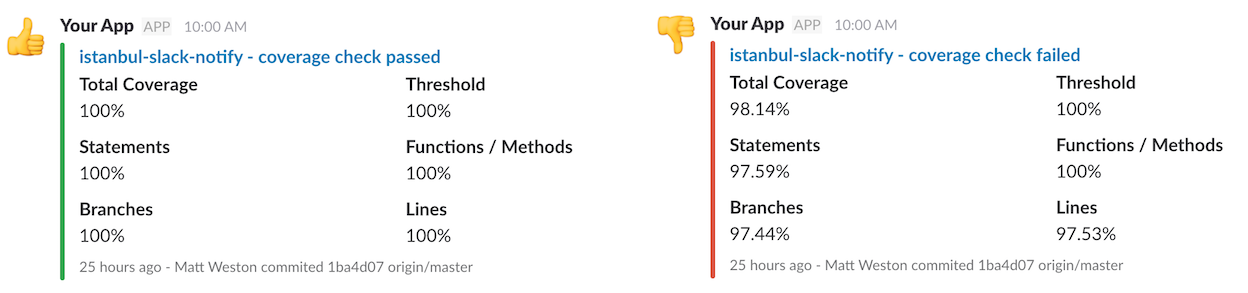 Your App APP 10:00 AM
istanbul-slack-notify - coverage check passed
Total Coverage Threshold
100% 100%
Statements Functions / Methods
100% 100%
Branches Lines
100% 100%
25 hours ago - Matt Weston commited 1ba4d07 origin/master
Your App APP 10:00 AM
istanbul-slack-notify - coverage check failed
Total Coverage Threshold
98.14% 100%
Statements Functions / Methods
97.59% 100%
Branches Lines
97.44% 97.53%
25 hours ago - Matt Weston commited 1ba4d07 origin/master